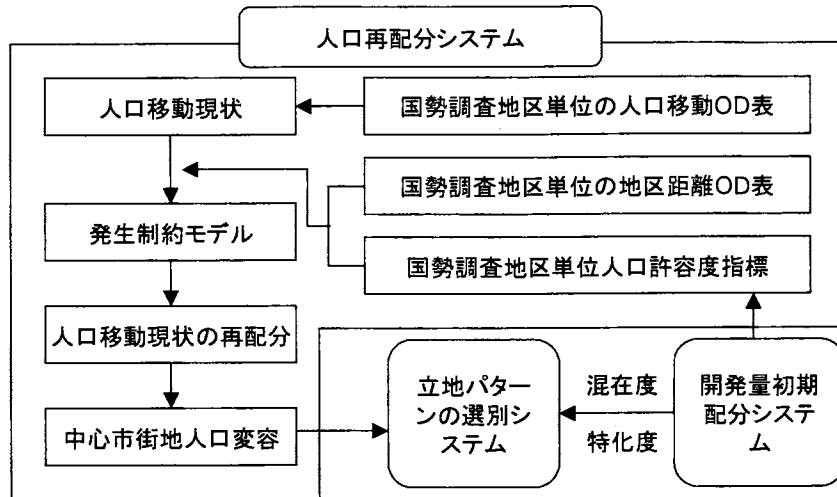 人口再配分システム
人口移動現状
国勢調査地区単位の人口移動OD表
国勢調査地区単位の地区距離OD表
発生制約モデル
国勢調査地区単位人口許容度指標
人口移動現状の再配分
立地パター
ンの選別シ
ステム
混在度
特化度
開発量初期
配分システ
ム
中心市街地人口変容